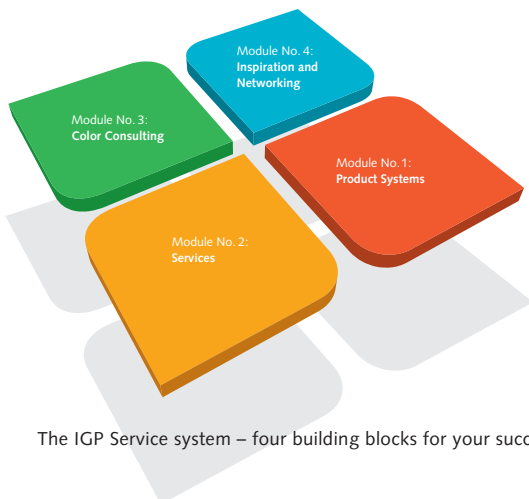 Module No. 4:
Inspiration and
Networking
Module No. 3:
Color Consulting
Module No. 1:
Product Systems
Module No. 2:
Services
The IGP Service system – four building blocks for your succ